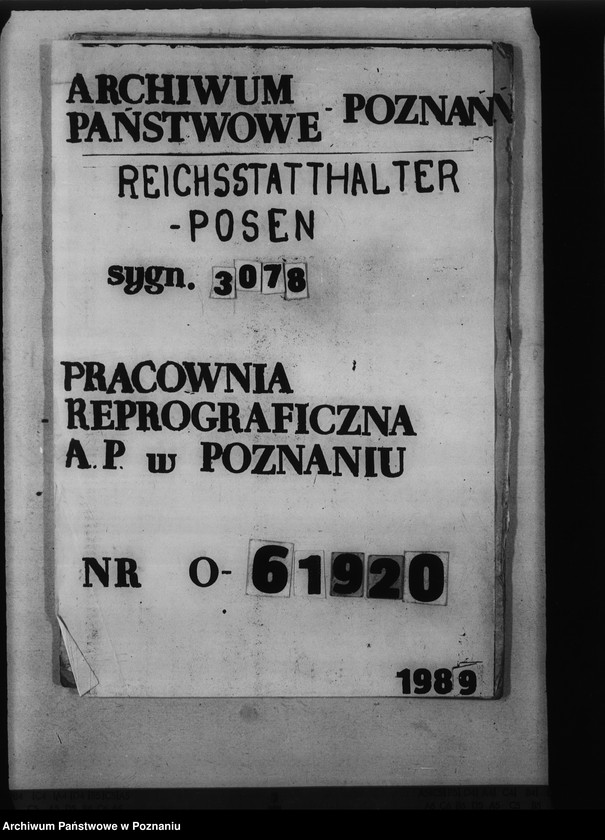 ARCHIWUM
PAŃSTWOWE - POZNAŃ
REICHSSTATTHALTER
-POSEN
sygn. 3078
PRACOWNIA
REPROGRAFICZNA
A.P. w POZNANIU
NR O-61920
1989
Archiwum Państwowe w Poznaniu